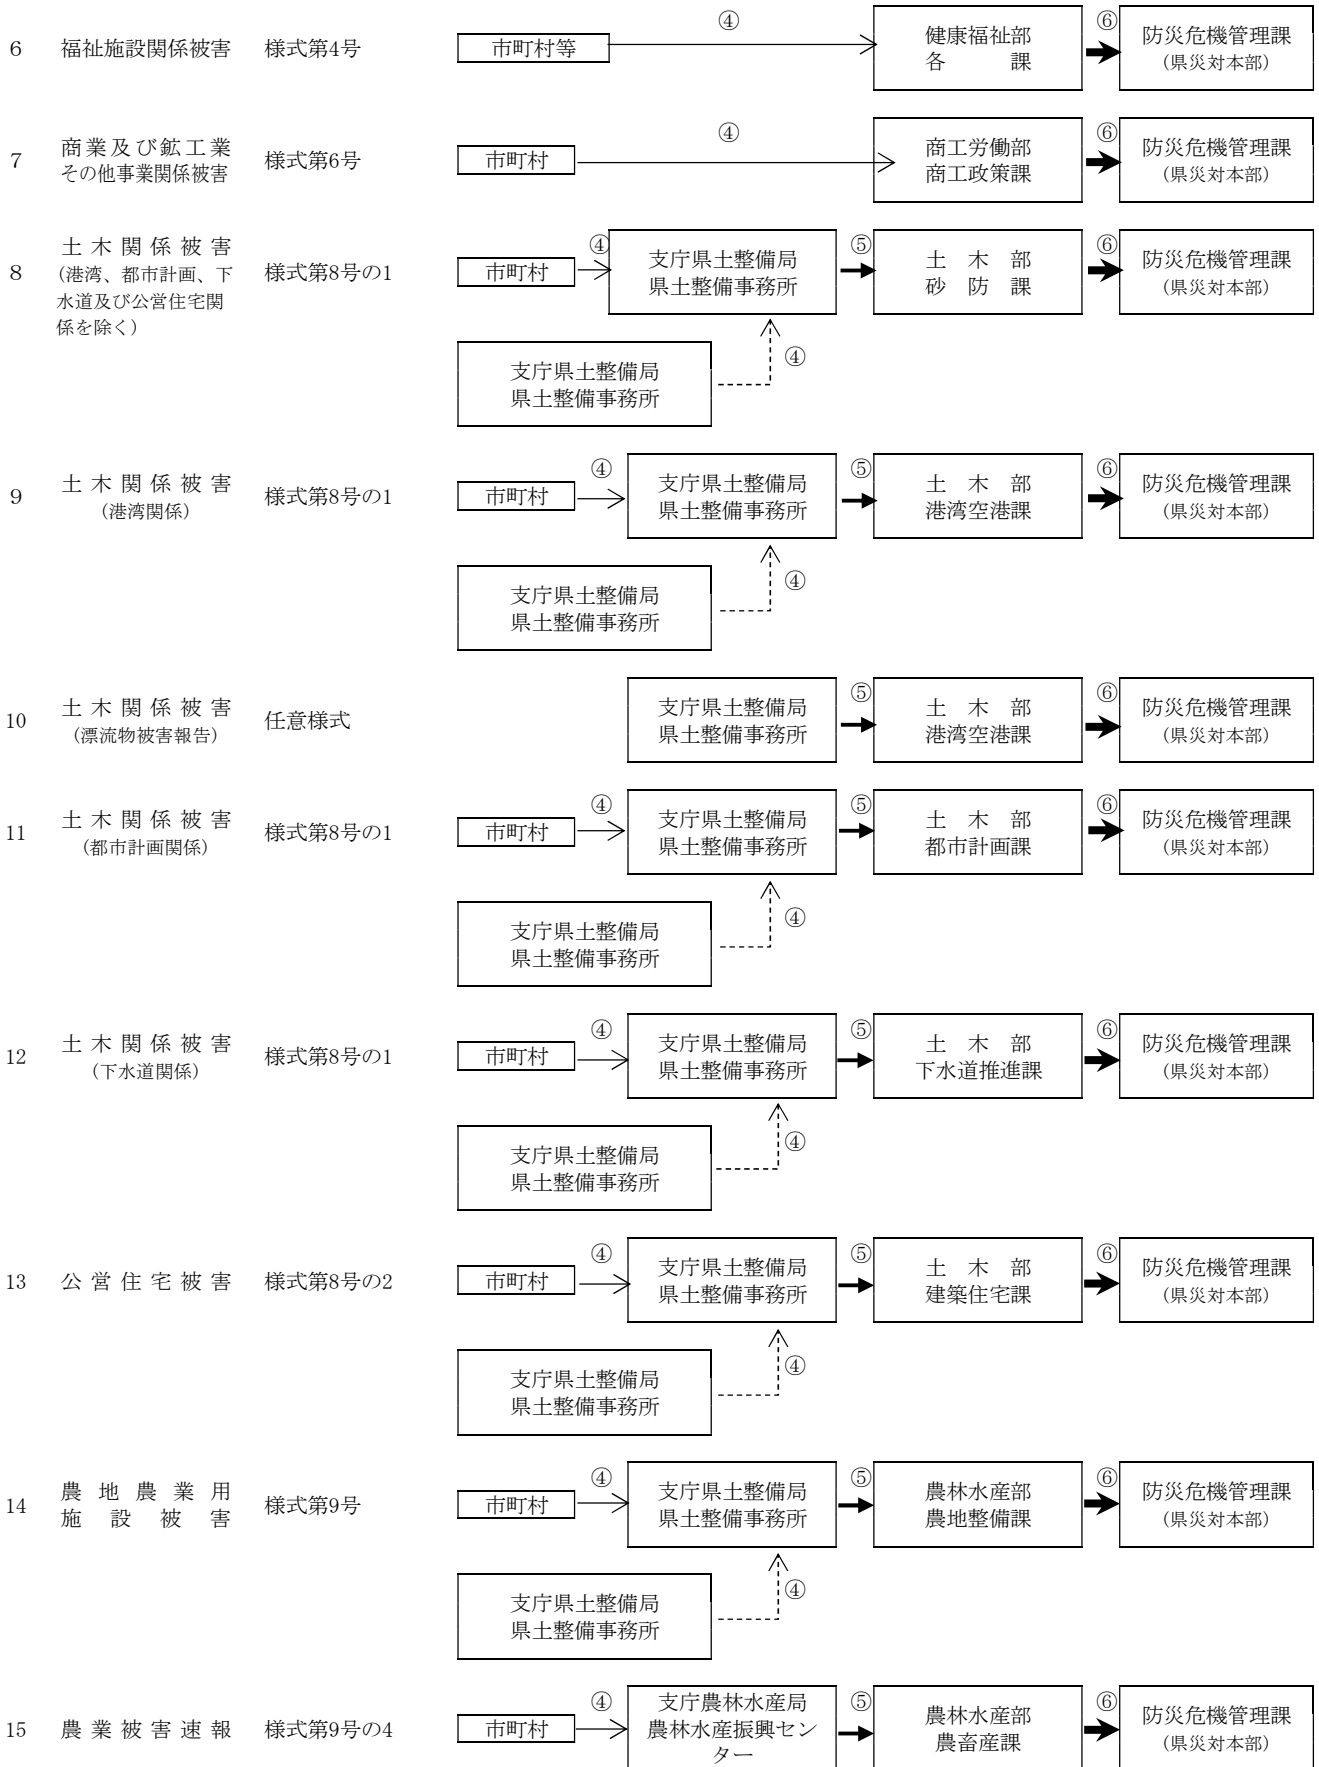 ④
⑥
6 福祉施設関係被害 様式第4号 市町村等 健康福祉部 防災危機管理課
各 課 (県災対本部)
④
⑥
7 商業及び鉱工業 様式第6号 市町村 商工労働部 防災危機管理課
その他事業関係被害 商工政策課 (県災対本部)
④
⑤
⑥
8 土木関係被害 様式第8号の1 市町村 支庁県土整備局 土木部 防災危機管理課
(港湾、都市計画、下 県土整備事務所 砂防課 (県災対本部)
水道及び公営住宅関
係を除く)
④
支庁県土整備局
県土整備事務所
④
⑤
⑥
9 土木関係被害 様式第8号の1 市町村 支庁県土整備局 土木部 防災危機管理課
(港湾関係) 県土整備事務所 港湾空港課 (県災対本部)
④
支庁県土整備局
県土整備事務所
⑤
⑥
10 土木関係被害 任意様式 支庁県土整備局 土木部 防災危機管理課
(漂流物被害報告) 県土整備事務所 港湾空港課 (県災対本部)
④
⑤
⑥
11 土木関係被害 様式第8号の1 市町村 支庁県土整備局 土木部 防災危機管理課
(都市計画関係) 県土整備事務所 都市計画課 (県災対本部)
④
支庁県土整備局
県土整備事務所
④
⑤
⑥
12 土木関係被害 様式第8号の1 市町村 支庁県土整備局 土木部 防災危機管理課
(下水道関係) 県土整備事務所 下水道推進課 (県災対本部)
④
支庁県土整備局
県土整備事務所
④
⑤
⑥
13 公営住宅被害 様式第8号の2 市町村 支庁県土整備局 土木部 防災危機管理課
県土整備事務所 建築住宅課 (県災対本部)
④
支庁県土整備局
県土整備事務所
④
⑤
⑥
14 農地農業用 様式第9号 市町村 支庁県土整備局 農林水産部 防災危機管理課
施設被害 県土整備事務所 農地整備課 (県災対本部)
④
支庁県土整備局
県土整備事務所
④
⑤
⑥
15 農業被害速報 様式第9号の4 市町村 支庁農林水産局 農林水産部 防災危機管理課
農林水産振興セン 農畜産課 (県災対本部)
ター